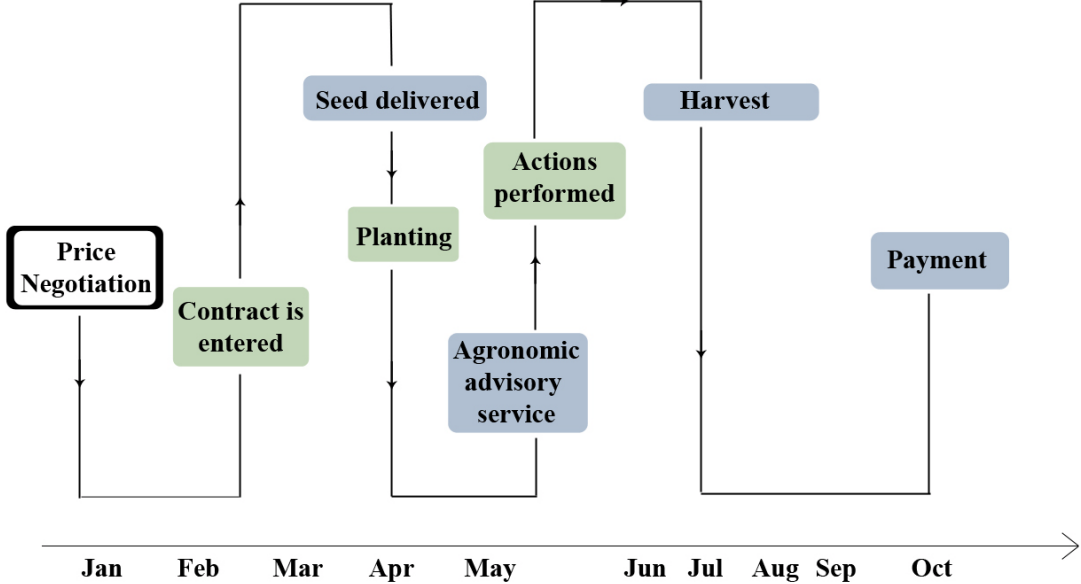 Price
Negotiation
Contract is
entered
Seed delivered
Planting
Agronomic
advisory
service
Actions
performed
Harvest
Payment
Jan Feb Mar Apr May Jun Jul Aug Sep Oct